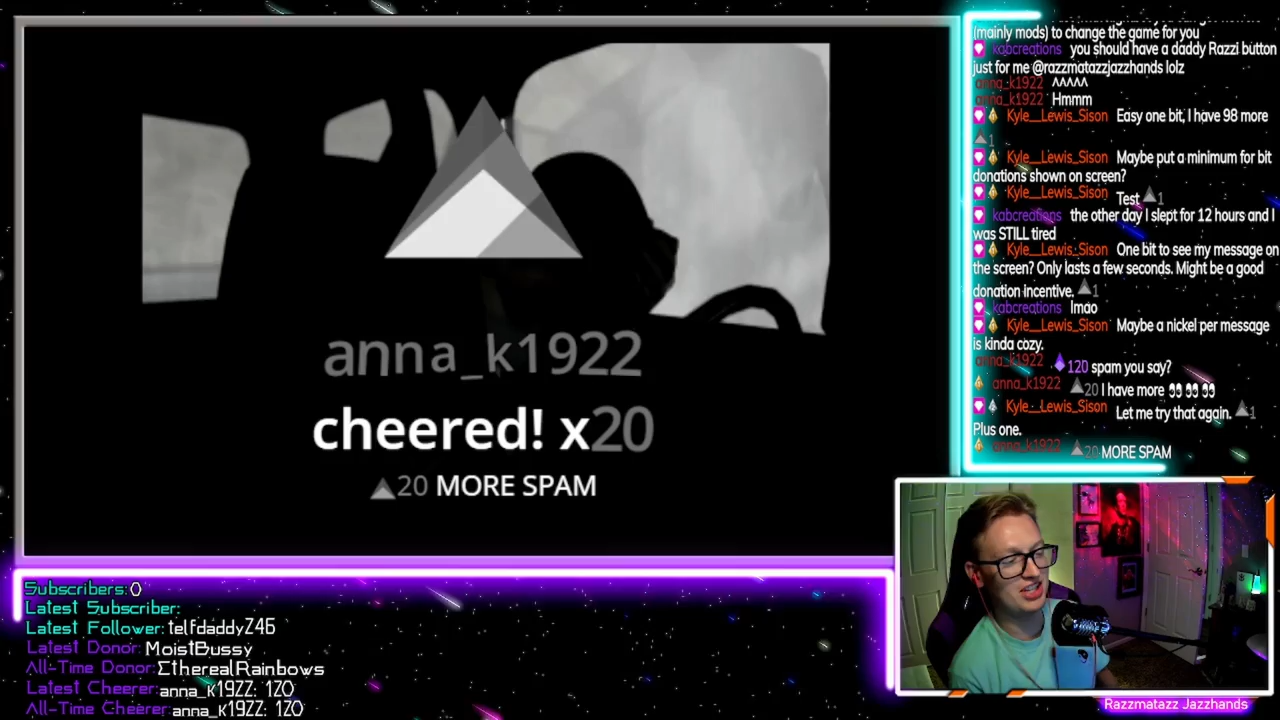 anna_k1922
cheered! x20
20 MORE SPAM
(mainly mods) to change the game for you
kabcreations you should have a daddy Razzi button
just for me @razzmatazzjazzhands lolz
anna_k1922 ^^^^^
anna_k1922 Hmmm
Kyle_Lewis_Sison Easy one bit, I have 98 more
1
Kyle_Lewis_Sison Maybe put a minimum for bit
donations shown on screen?
Kyle_Lewis_Sison Test 1
kabcreations the other day I slept for 12 hours and I
was STILL tired
Kyle_Lewis_Sison One bit to see my message on
the screen? Only lasts a few seconds. Might be a good
donation incentive. 1
kabcreations lmao
Kyle_Lewis_Sison Maybe a nickel per message
is kinda cozy.
anna_k1922 120 spam you say?
anna_k1922 20 I have more 👀👀👀
Kyle_Lewis_Sison Let me try that again. 1
Plus one.
anna_k1922 20 MORE SPAM
Subscribers: 0
Latest Subscriber:
Latest Follower: telfdaddy246
Latest Donor: MoistBussy
All-Time Donor: EtherealRainbows
Latest Cheerer: anna_k1922: 120
All-Time Cheerer: anna_k1922: 120
Razzmatazz Jazzhands